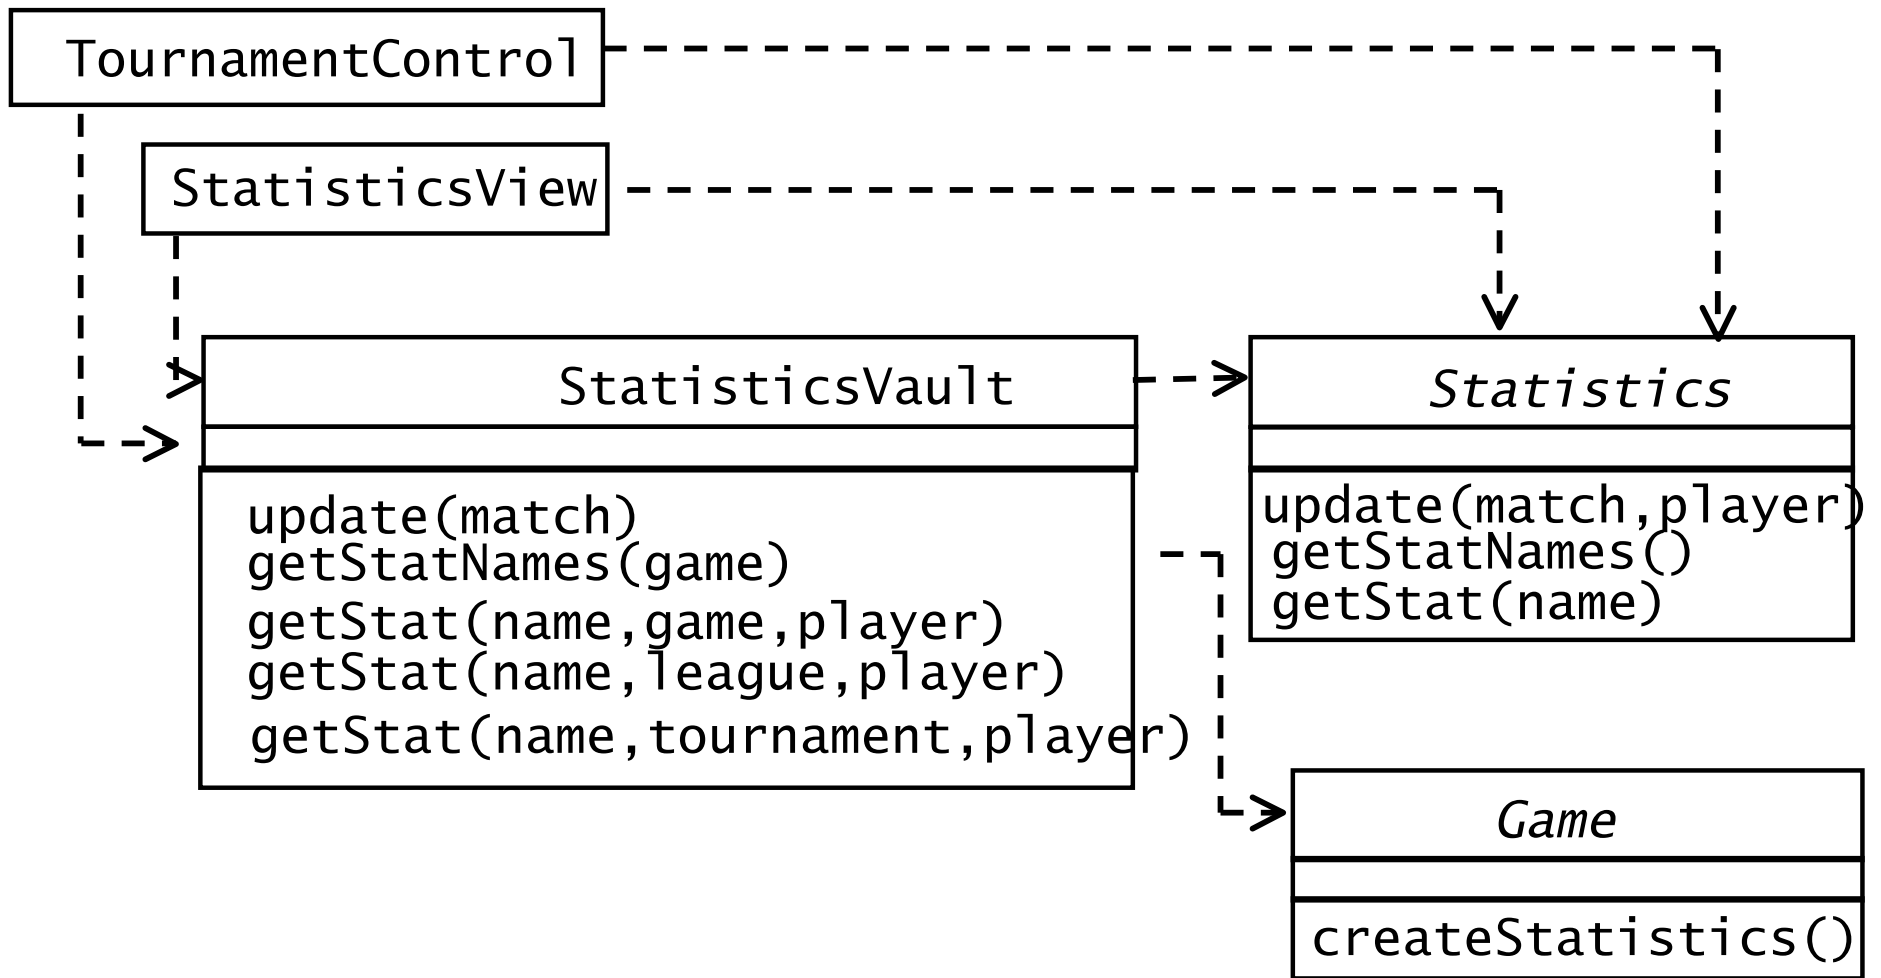 TournamentControl
StatisticsView
StatisticsVault
update(match)
getStatNames(game)
getStat(name,game,player)
getStat(name,league,player)
getStat(name,tournament,player)
Statistics
update(match,player)
getStatNames()
getStat(name)
Game
createStatistics()